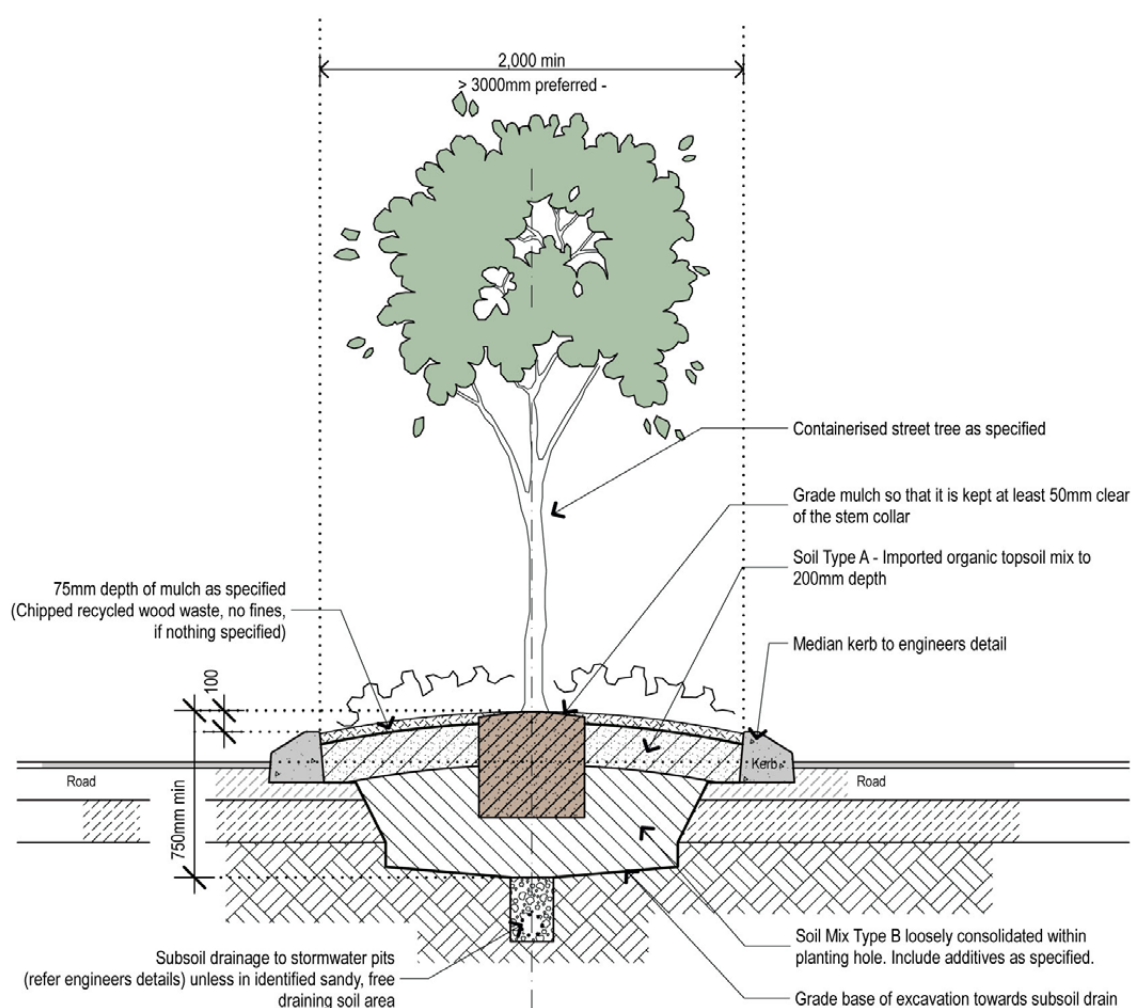 2,000 min
> 3000mm preferred -
Containerised street tree as specified
Grade mulch so that it is kept at least 50mm clear
of the stem collar
Soil Type A - Imported organic topsoil mix to
200mm depth
75mm depth of mulch as specified
(Chipped recycled wood waste, no fines,
if nothing specified)
Median kerb to engineers detail
100
Kerb
Road
Road
750mm min
Soil Mix Type B loosely consolidated within
planting hole. Include additives as specified.
Subsoil drainage to stormwater pits
(refer engineers details) unless in identified sandy, free
draining soil area
Grade base of excavation towards subsoil drain